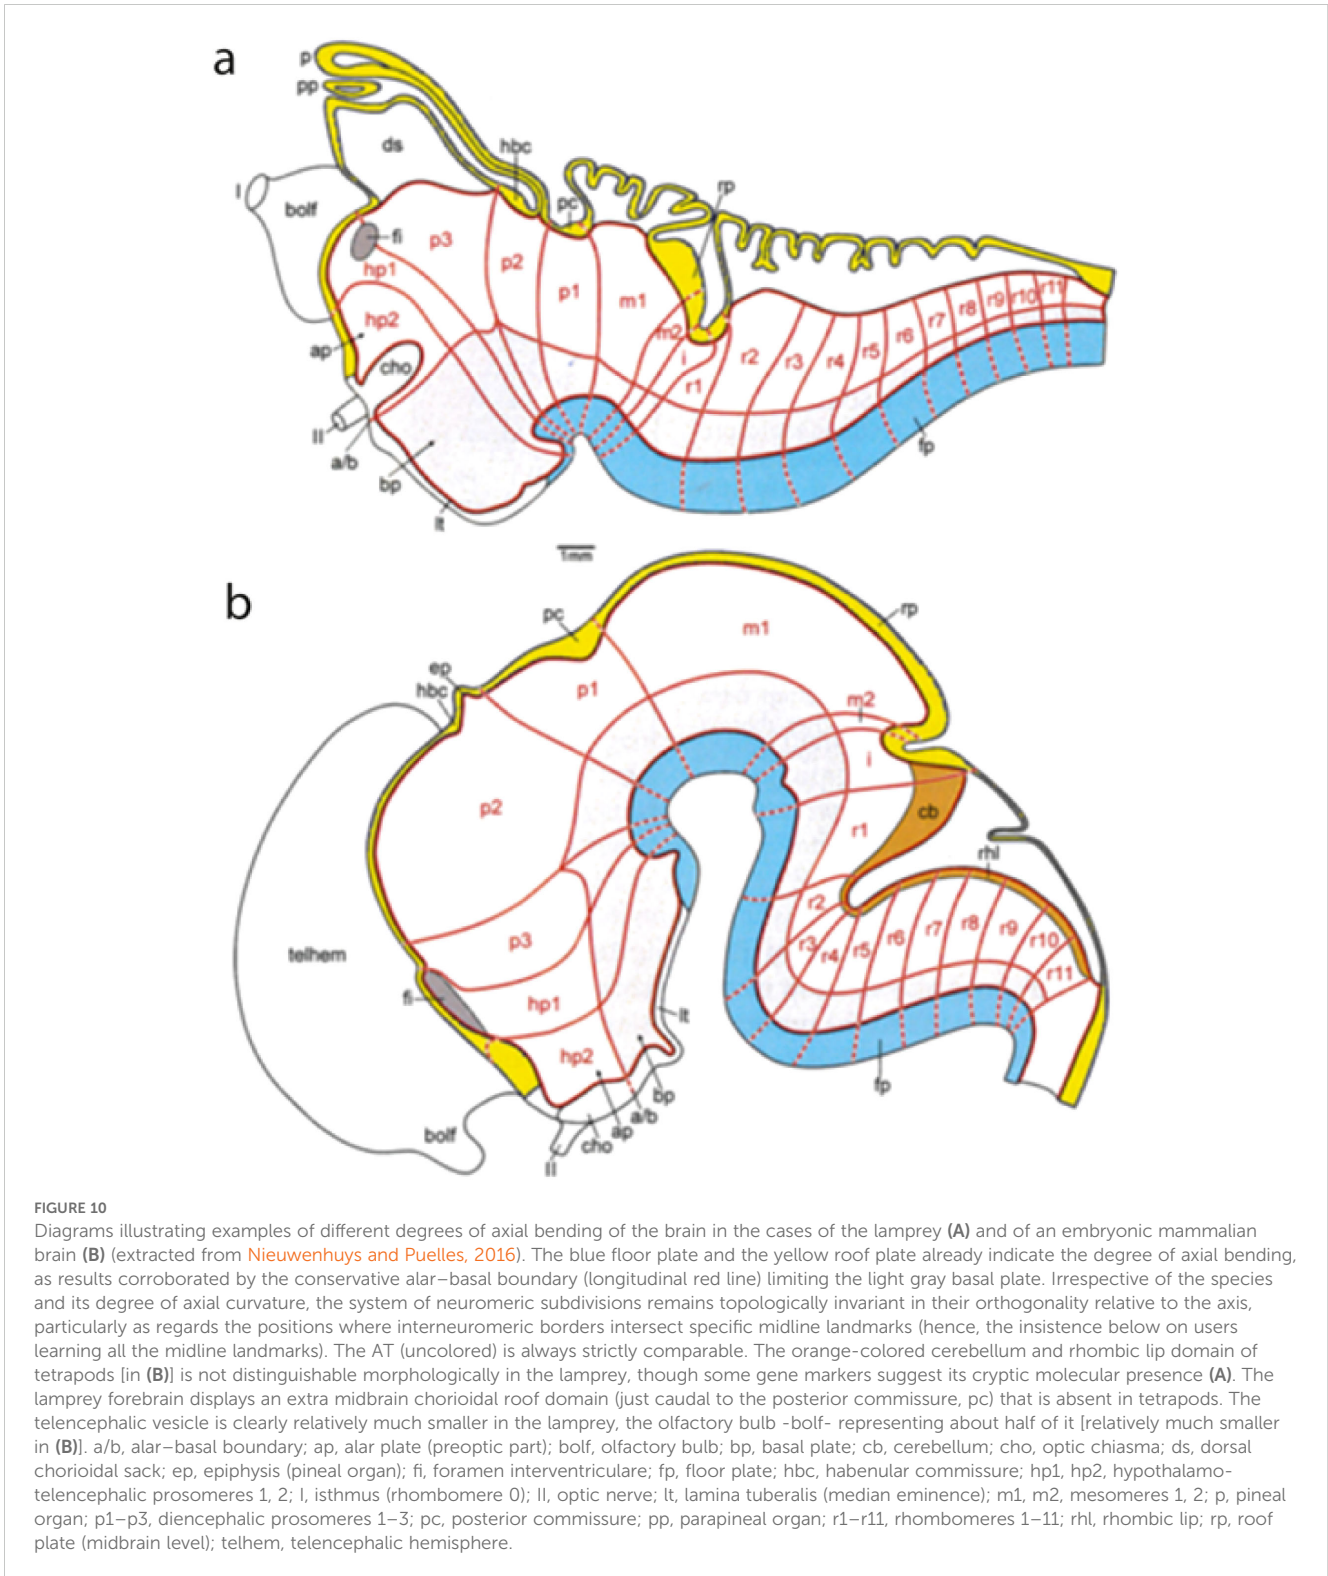 a
p
pp
ds
hbc
I
bolf
pc
rp
fi
p3
hp1
p2
p1
m1
hp2
ap
m2
cho
i
r1
r2
r3
r4
r5
r6
r7
r8
r9
r10
r11
II
a/b
bp
lt
fp
1mm
b
pc
rp
m1
ep
hbc
p1
m2
i
p2
cb
r1
rhl
r2
r3
r4
r5
r6
r7
r8
r9
r10
r11
telhem
p3
fi
hp1
lt
hp2
fp
bp
a/b
ap
cho
bolf
II
FIGURE 10
Diagrams illustrating examples of different degrees of axial bending of the brain in the cases of the lamprey (A) and of an embryonic mammalian
brain (B) (extracted from Nieuwenhuys and Puelles, 2016). The blue floor plate and the yellow roof plate already indicate the degree of axial bending,
as results corroborated by the conservative alar–basal boundary (longitudinal red line) limiting the light gray basal plate. Irrespective of the species
and its degree of axial curvature, the system of neuromeric subdivisions remains topologically invariant in their orthogonality relative to the axis,
particularly as regards the positions where interneuromeric borders intersect specific midline landmarks (hence, the insistence below on users
learning all the midline landmarks). The AT (uncolored) is always strictly comparable. The orange-colored cerebellum and rhombic lip domain of
tetrapods [in (B)] is not distinguishable morphologically in the lamprey, though some gene markers suggest its cryptic molecular presence (A). The
lamprey forebrain displays an extra midbrain chorioidal roof domain (just caudal to the posterior commissure, pc) that is absent in tetrapods. The
telencephalic vesicle is clearly relatively much smaller in the lamprey, the olfactory bulb -bolf- representing about half of it [relatively much smaller
in (B)]. a/b, alar–basal boundary; ap, alar plate (preoptic part); bolf, olfactory bulb; bp, basal plate; cb, cerebellum; cho, optic chiasma; ds, dorsal
chorioidal sack; ep, epiphysis (pineal organ); fi, foramen interventriculare; fp, floor plate; hbc, habenular commissure; hp1, hp2, hypothalamo-
telencephalic prosomeres 1, 2; I, isthmus (rhombomere 0); II, optic nerve; lt, lamina tuberalis (median eminence); m1, m2, mesomeres 1, 2; p, pineal
organ; p1–p3, diencephalic prosomeres 1–3; pc, posterior commissure; pp, parapineal organ; r1–r11, rhombomeres 1–11; rhl, rhombic lip; rp, roof
plate (midbrain level); telhem, telencephalic hemisphere.